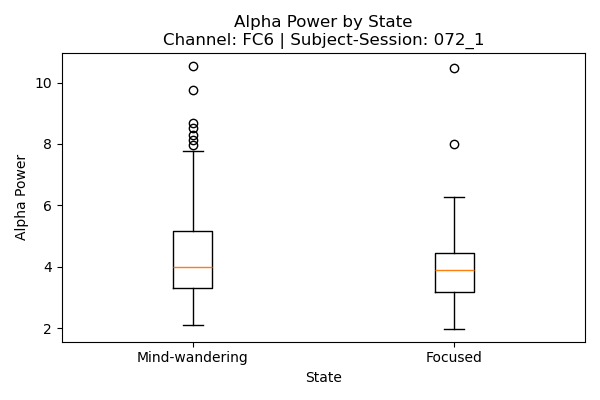 Alpha Power by State
Channel: FC6 | Subject-Session: 072_1
10
8
6
4
2
Alpha Power
Mind-wandering
Focused
State